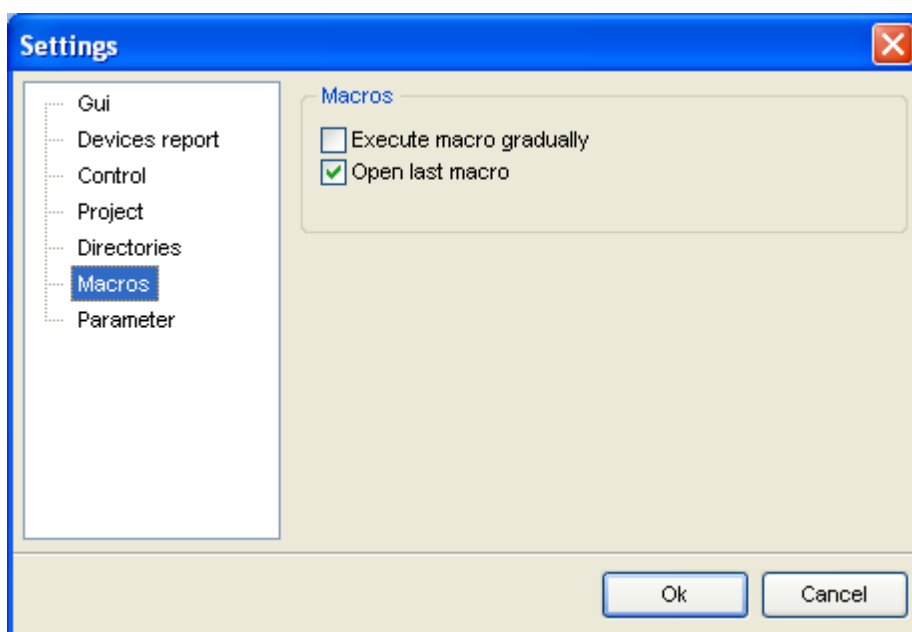 Settings
Gui
Devices report
Control
Project
Directories
Macros
Parameter
Macros
Execute macro gradually
Open last macro
Ok
Cancel